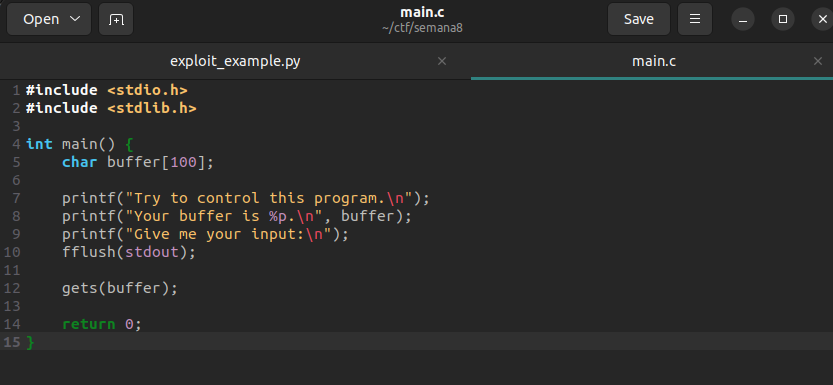 Open
main.c
~/ctf/semana8
Save
exploit_example.py
main.c
1 #include <stdio.h>
2 #include <stdlib.h>
3
4 int main() {
5     char buffer[100];
6
7     printf("Try to control this program.\n");
8     printf("Your buffer is %p.\n", buffer);
9     printf("Give me your input:\n");
10     fflush(stdout);
11
12     gets(buffer);
13
14     return 0;
15 }